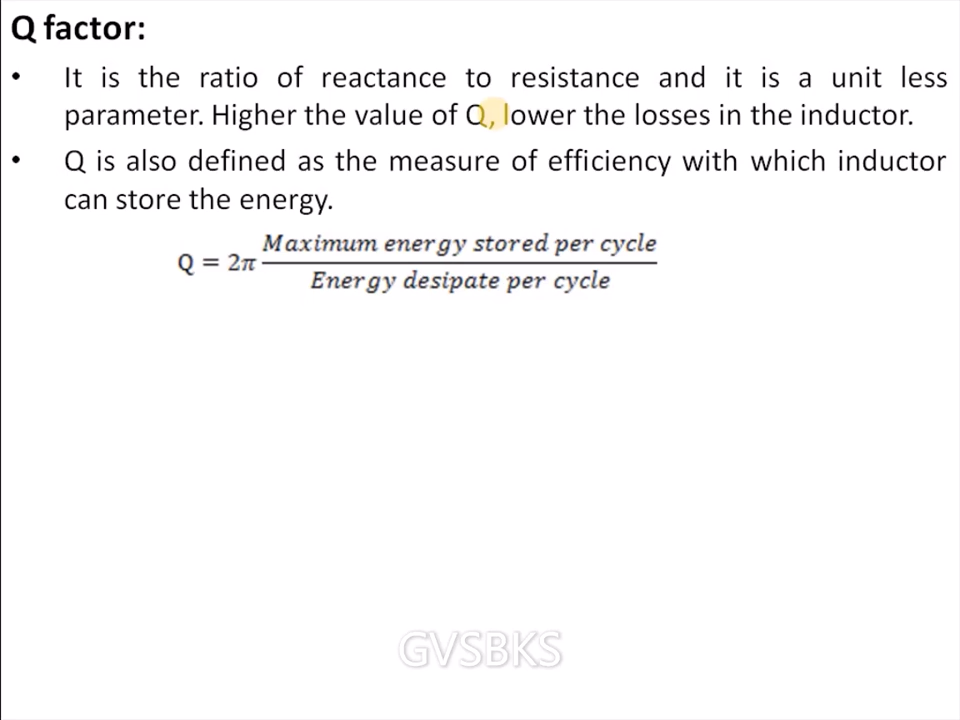 Q factor:
• It is the ratio of reactance to resistance and it is a unit less
parameter. Higher the value of Q, lower the losses in the inductor.
• Q is also defined as the measure of efficiency with which inductor
can store the energy.
Q = 2π Maximum energy stored per cycle
Energy desipate per cycle
GVSBKS